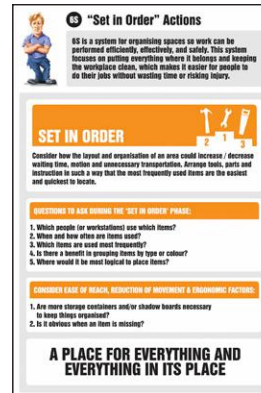 6S "Set in Order" Actions
6S is a system for organising spaces so work can be
performed efficiently, effectively, and safely. This system
focuses on putting everything where it belongs and keeping
the workplace clean, which makes it easier for people to
do their jobs without wasting time or risking injury.
SET IN ORDER
2 1 3
Consider how the layout and organisation of an area could increase / decrease
waiting time, motion and unnecessary transportation. Arrange tools, parts and
instruction in such a way that the most frequently used items are the easiest
and quickest to locate.
QUESTIONS TO ASK DURING THE 'SET IN ORDER' PHASE:
1. Which people (or workstations) use which items?
2. When and how often are items used?
3. Which items are used most frequently?
4. Is there a benefit in grouping items by type or colour?
5. Where would it be most logical to place items?
CONSIDER EASE OF REACH, REDUCTION OF MOVEMENT & ERGONOMIC FACTORS:
1. Are more storage containers and/or shadow boards necessary
to keep things organised?
2. Is it obvious when an item is missing?
A PLACE FOR EVERYTHING AND
EVERYTHING IN ITS PLACE